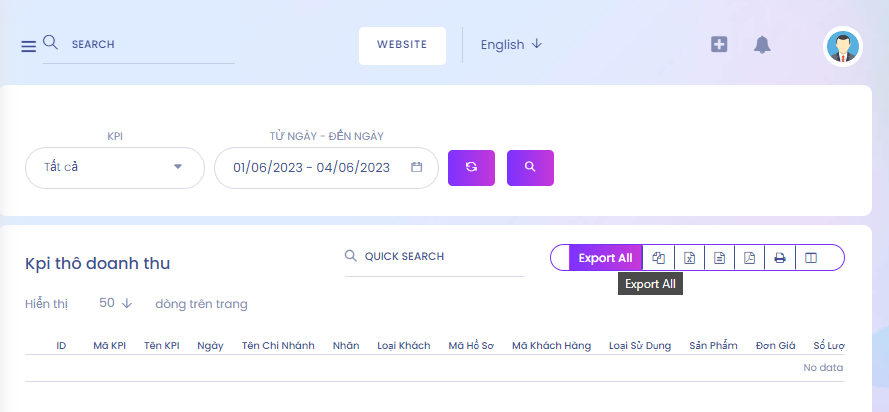 SEARCH
WEBSITE
English
KPI
TỪ NGÀY - ĐẾN NGÀY
Tất cả
01/06/2023 - 04/06/2023
Kpi thô doanh thu
QUICK SEARCH
Export All
Export All
Hiển thị 50 dòng trên trang
ID Mã KPI Tên KPI Ngày Tên Chi Nhánh Nhãn Loại Khách Mã Hồ Sơ Mã Khách Hàng Loại Sử Dụng Sản Phẩm Đơn Giá Số Lượ
No data